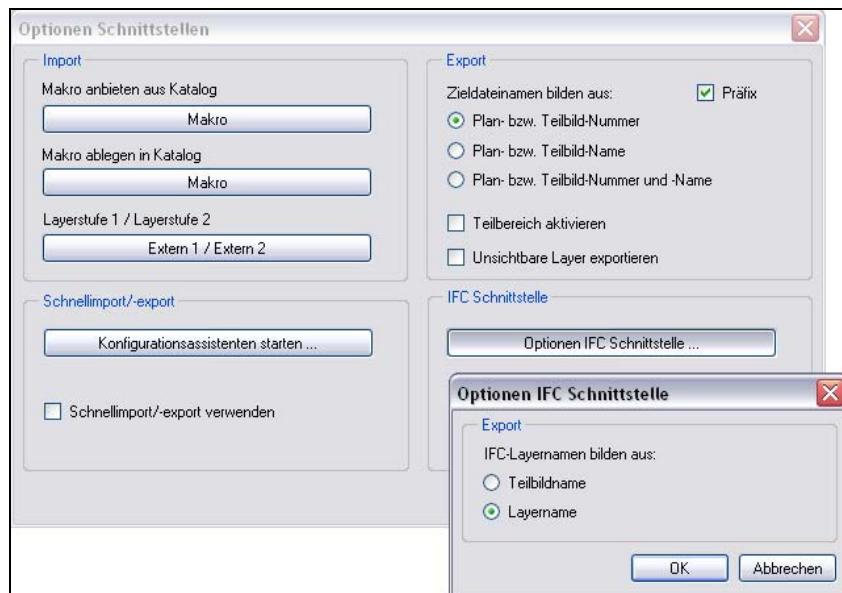 Optionen Schnittstellen
Import
Makro anbieten aus Katalog
Makro
Makro ablegen in Katalog
Makro
Layerstufe 1 / Layerstufe 2
Extern 1 / Extern 2
Export
Zieldateinamen bilden aus:
Präfix
Plan- bzw. Teilbild-Nummer
Plan- bzw. Teilbild-Name
Plan- bzw. Teilbild-Nummer und -Name
Teilbereich aktivieren
Unsichtbare Layer exportieren
Schnellimport/-export
Konfigurationsassistenten starten ...
Schnellimport/-export verwenden
IFC Schnittstelle
Optionen IFC Schnittstelle ...
Optionen IFC Schnittstelle
Export
IFC-Layernamen bilden aus:
Teilbildname
Layername
OK
Abbrechen